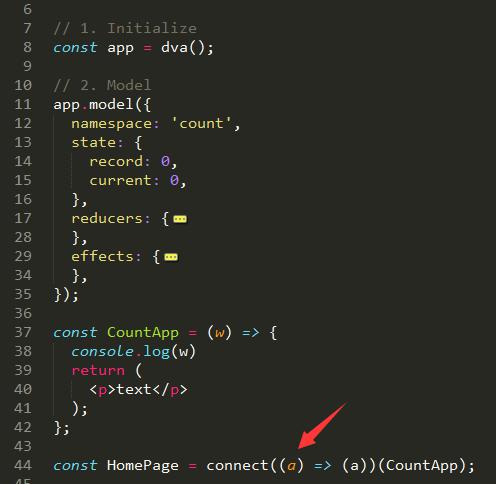 6
7 // 1. Initialize
8 const app = dva();
9
10 // 2. Model
11 app.model({
12 namespace: 'count',
13 state: {
14 record: 0,
15 current: 0,
16 },
17 reducers: {
28 },
29 effects: {
34 },
35 });
36
37 const CountApp = (w) => {
38 console.log(w)
39 return (
40 <p>text</p>
41 );
42 };
43
44 const HomePage = connect((a) => (a))(CountApp);
45